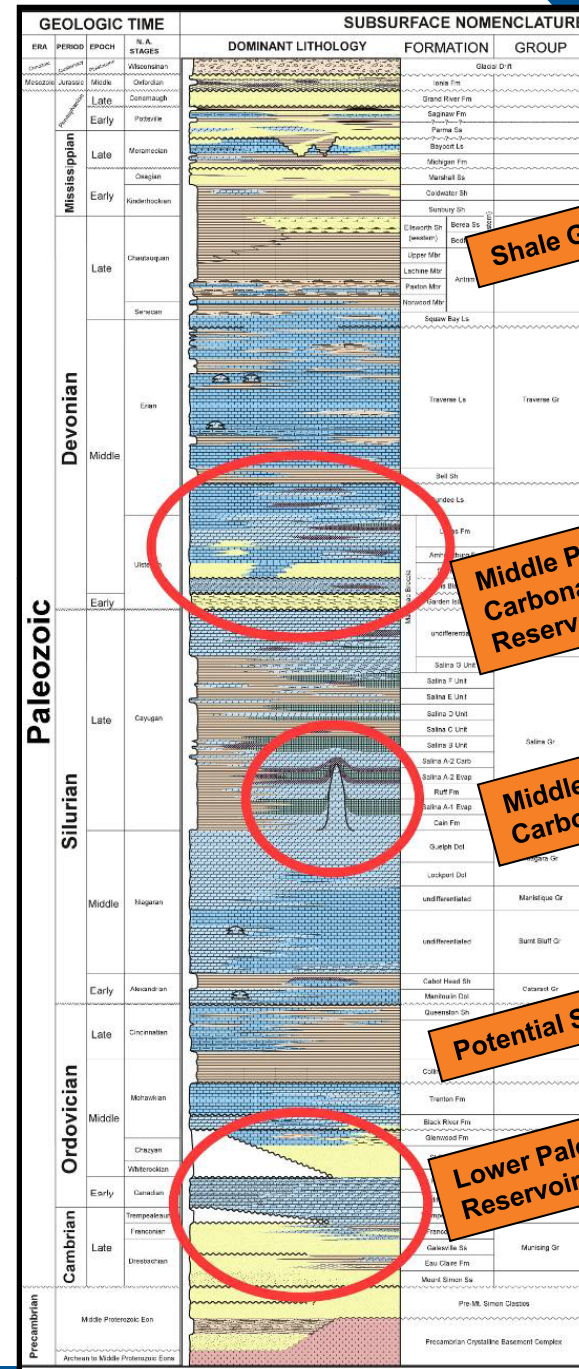 GEOLOGIC TIME
SUBSURFACE NOMENCLATURE
ERA PERIOD EPOCH N. A. STAGES
DOMINANT LITHOLOGY
FORMATION
GROUP
Wisconsinan
Glacial Drift
Mesozoic Jurassic Middle Oxfordian
Ionia Fm
Late Conemaugh
Grand River Fm
Early Pottsville
Saginaw Fm
Parma Ss
Mississippian
Late Meramecian
Bayport Ls
Michigan Fm
Early Osagian
Marshall Ss
Kinderhookian
Coldwater Sh
Sunbury Sh
Late Chautauquan
Ellsworth Sh (western)
Berea Ss
Shale G
Upper Mbr
Lachine Mbr
Antrim
Paxton Mbr
Norwood Mbr
Senecan
Squaw Bay Ls
Devonian
Middle
Erian
Traverse Ls
Traverse Gr
Bell Sh
Middle P
Carbona
Reserv
Early
undifferentia
Salina G Unit
Paleozoic
Silurian
Late
Cayugan
Salina F Unit
Salina E Unit
Salina D Unit
Salina C Unit
Salina B Unit
Salina Gr
Salina A-2 Carb
Salina A-2 Evap
Ruff Fm
Salina A-1 Evap
Cain Fm
Middle
Carbo
Middle
Niagaran
Guelph Dol
Lockport Dol
undifferentiated
Manistique Gr
undifferentiated
Burnt Bluff Gr
Early
Alexandrian
Cabot Head Sh
Manitoulin Dol
Cataract Gr
Ordovician
Late
Cincinnatian
Queenston Sh
Potential S
Collin
Middle
Mohawkian
Trenton Fm
Black River Fm
Chazyan
Glenwood Fm
Whiterockian
Lower Pale
Reservoir
Early
Canadian
Cambrian
Late
Trempealeauan
Franconian
Dresbachian
Galesville Ss
Munising Gr
Eau Claire Fm
Mount Simon Ss
Precambrian
Middle Proterozoic Eon
Pre-Mt. Simon Clastics
Precambrian Crystalline Basement Complex
Archean to Middle Proterozoic Eons